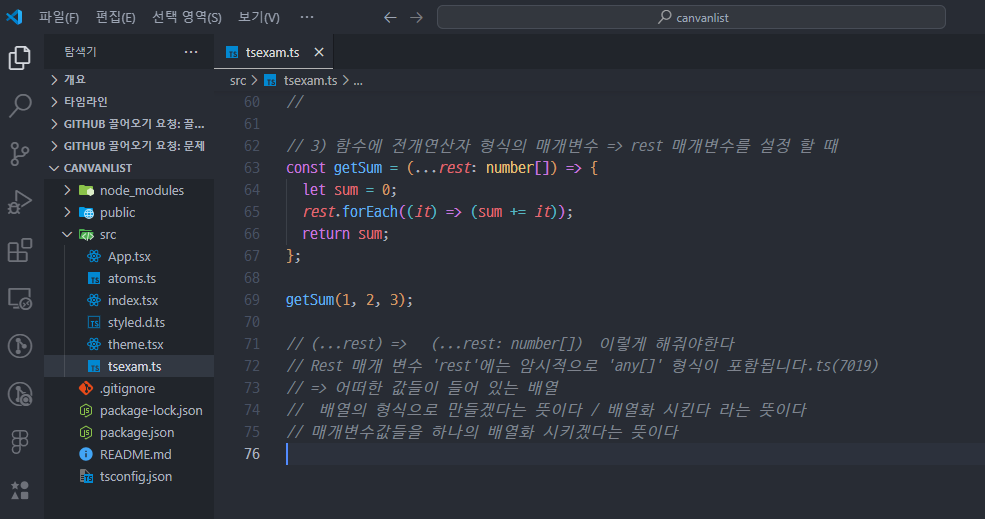 파일(F) 편집(E) 선택 영역(S) 보기(V) ··· canvanlist
탐색기 ···
tsexam.ts
src > tsexam.ts > ...
개요
타임라인
GITHUB 끌어오기 요청: 끌...
GITHUB 끌어오기 요청: 문제
CANVANLIST
node_modules
public
src
App.tsx
atoms.ts
index.tsx
styled.d.ts
theme.tsx
tsexam.ts
.gitignore
package-lock.json
package.json
README.md
tsconfig.json
60 //
61
62 // 3) 함수에 전개연산자 형식의 매개변수 => rest 매개변수를 설정 할 때
63 const getSum = (...rest: number[]) => {
64 let sum = 0;
65 rest.forEach((it) => (sum += it));
66 return sum;
67 };
68
69 getSum(1, 2, 3);
70
71 // (...rest) => (...rest: number[]) 이렇게 해줘야한다
72 // Rest 매개 변수 'rest'에는 암시적으로 'any[]' 형식이 포함됩니다.ts(7019)
73 // => 어떠한 값들이 들어 있는 배열
74 // 배열의 형식으로 만들겠다는 뜻이다 / 배열화 시킨다 라는 뜻이다
75 // 매개변수값들을 하나의 배열화 시키겠다는 뜻이다
76